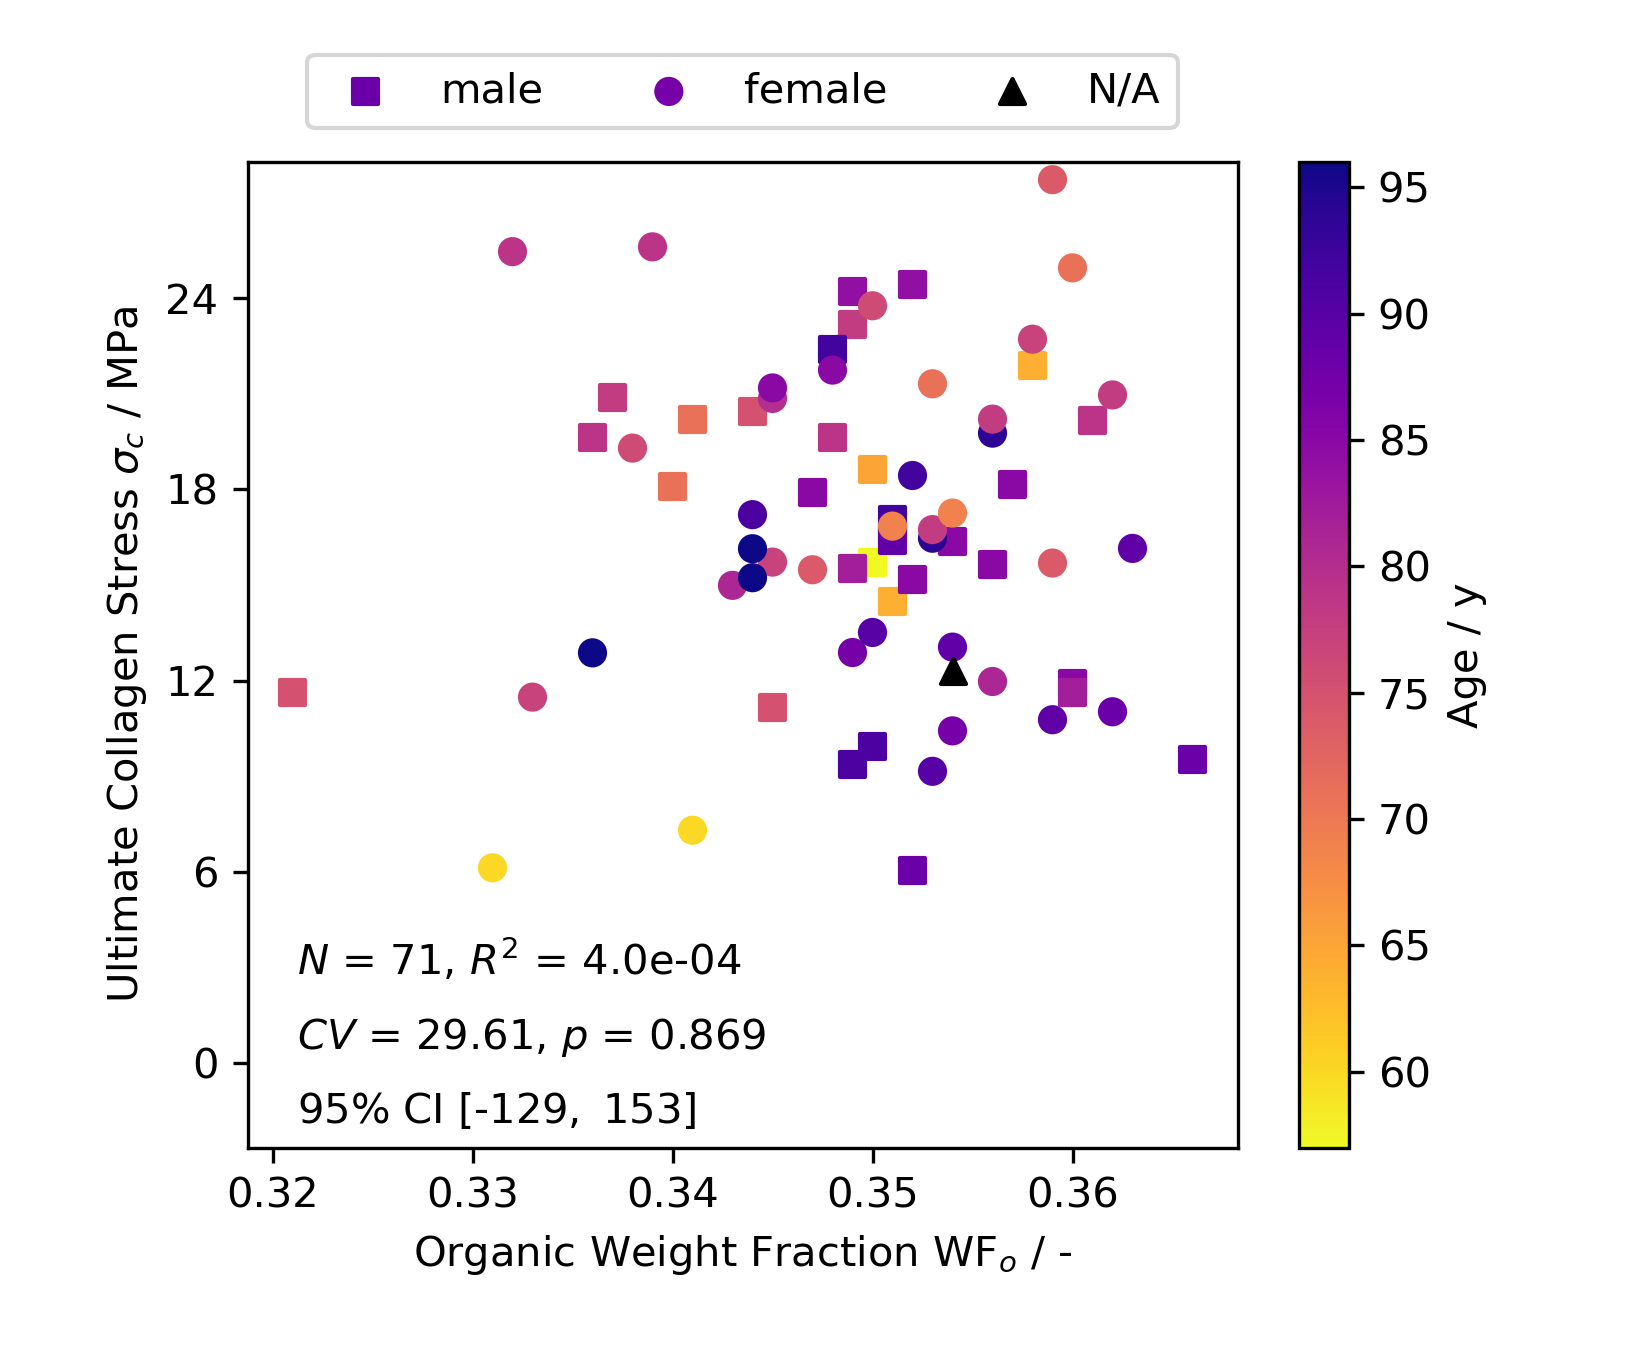 male female N/A
Ultimate Collagen Stress σc / MPa
24
18
12
6
0
N = 71, R² = 4.0e-04
CV = 29.61, p = 0.869
95% CI [-129, 153]
0.32 0.33 0.34 0.35 0.36
Organic Weight Fraction WFo / -
95
90
85
80
75
70
65
60
Age / y